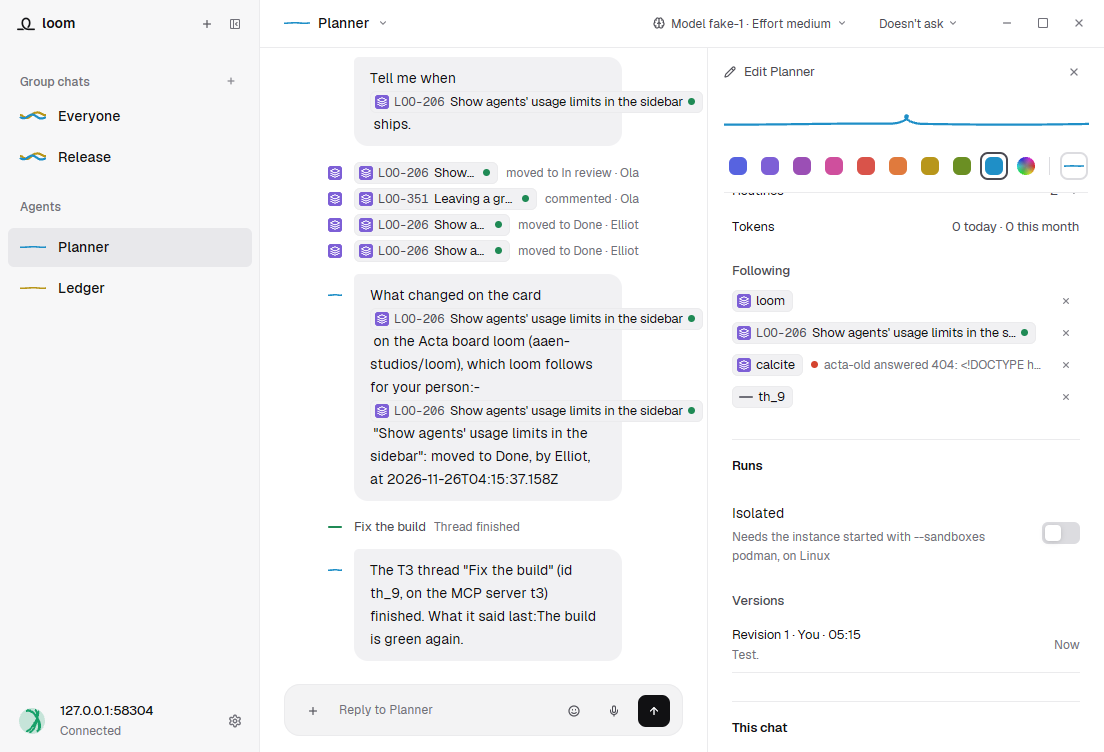 loom
Group chats
Everyone
Release
Agents
Planner
Ledger
127.0.0.1:58304
Connected
Planner
Model fake-1 · Effort medium
Doesn't ask
Tell me when
LOO-206 Show agents' usage limits in the sidebar
ships.
LOO-206 Show... moved to In review · Ola
LOO-351 Leaving a gr... commented · Ola
LOO-206 Show a... moved to Done · Elliot
LOO-206 Show a... moved to Done · Elliot
What changed on the card
LOO-206 Show agents' usage limits in the sidebar
on the Acta board loom (aaen-
studios/loom), which loom follows
for your person:-
LOO-206 Show agents' usage limits in the sidebar
"Show agents' usage limits in the
sidebar": moved to Done, by Elliot,
at 2026-11-26T04:15:37.158Z
Fix the build Thread finished
The T3 thread "Fix the build" (id
th_9, on the MCP server t3)
finished. What it said last:The build
is green again.
Reply to Planner
Edit Planner
Tokens 0 today · 0 this month
Following
loom
LOO-206 Show agents' usage limits in the s...
calcite acta-old answered 404: <!DOCTYPE h...
th_9
Runs
Isolated
Needs the instance started with --sandboxes
podman, on Linux
Versions
Revision 1 · You · 05:15
Test.
Now
This chat